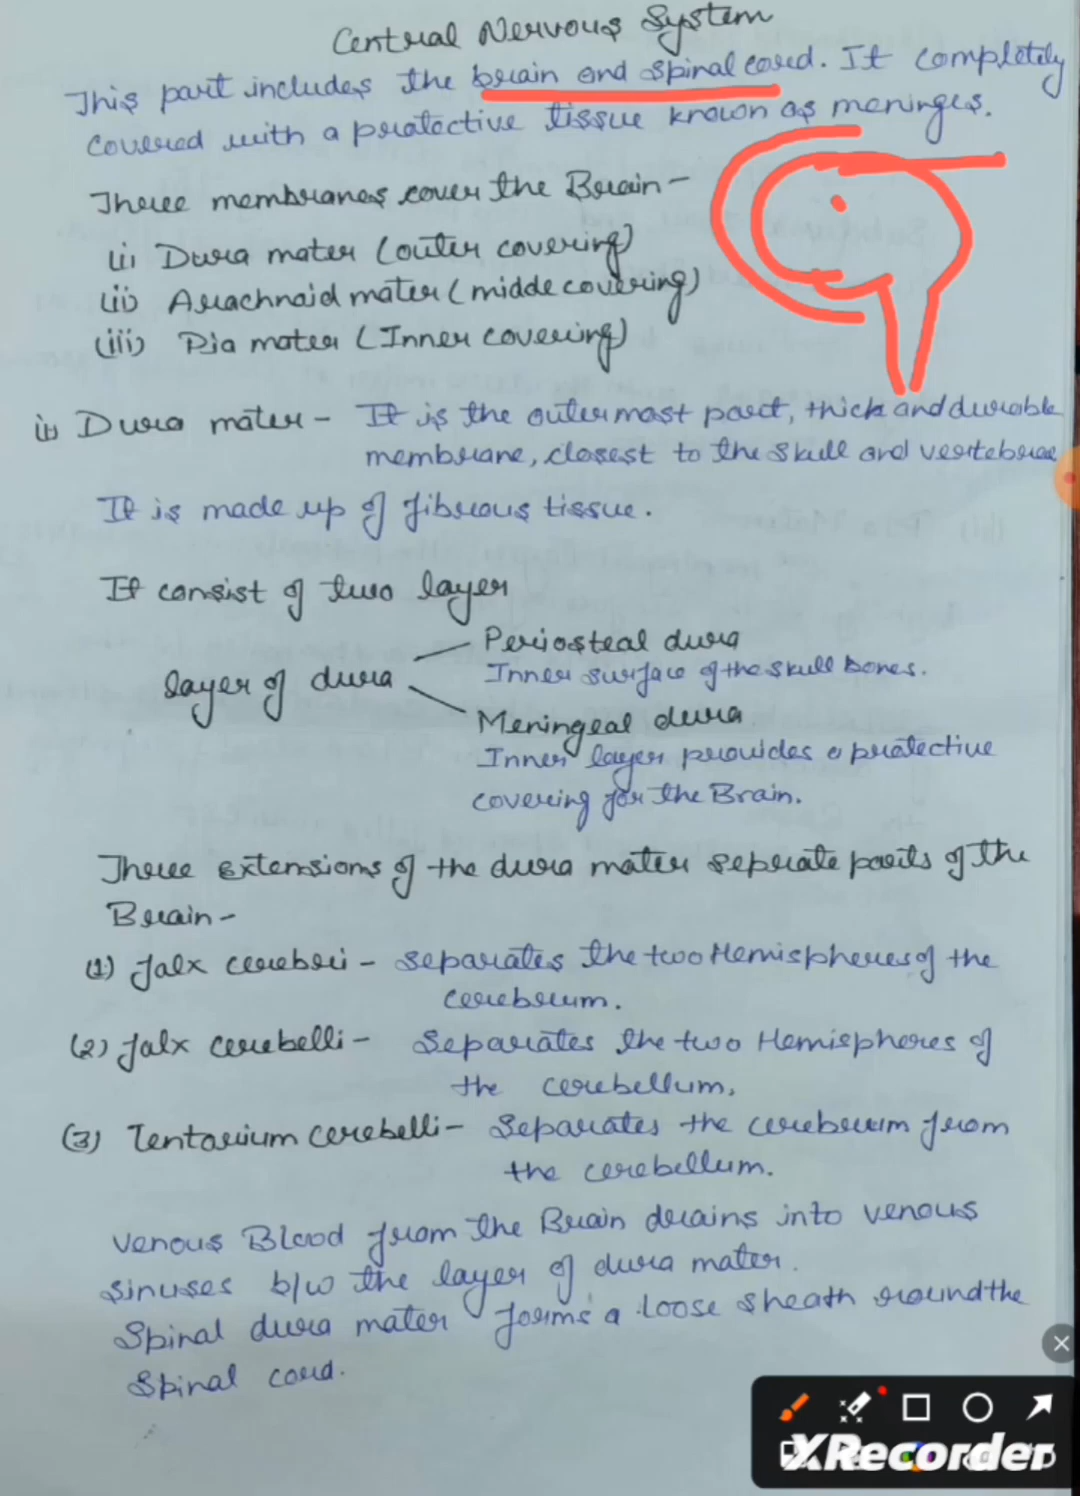 Central Nervous System
This part includes the brain and spinal cord. It completely
covered with a protective tissue known as meninges.
Three membranes cover the Brain-
(i) Dura mater (outer covering)
(ii) Arachnoid mater (midde covering)
(iii) Pia mater (Inner covering)
(i) Dura mater - It is the outermost part, thick and durable
membrane, closest to the skull and vertebrae
It is made up of fibrous tissue.
It consist of two layer
Periosteal dura
Inner surface of the skull bones.
layer of dura
Meningeal dura
Inner layer provides a protective
covering for the Brain.
Three extensions of the dura mater seperate parts of the
Brain-
(1) falx cerebri - separates the two Hemispheres of the
cerebrum.
(2) falx cerebelli - Separates the two Hemispheres of
the cerebellum.
(3) Tentorium cerebelli - Separates the cerebrum from
the cerebellum.
venous Blood from the Brain drains into venous
sinuses b/w the layer of dura mater.
Spinal dura mater forms a loose sheath round the
Spinal cord.
XRecorder